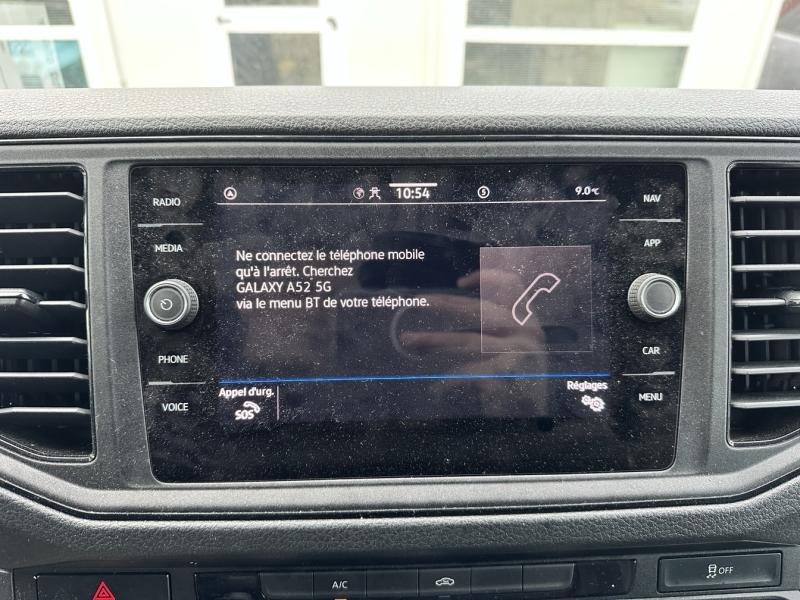 RADIO
MEDIA
PHONE
VOICE
10:54
5
9.0°C
Ne connectez le téléphone mobile
qu'à l'arrêt. Cherchez
GALAXY A52 5G
via le menu BT de votre téléphone.
Appel d'urg.
SOS
Réglages
NAV
APP
CAR
MENU
A/C
OFF